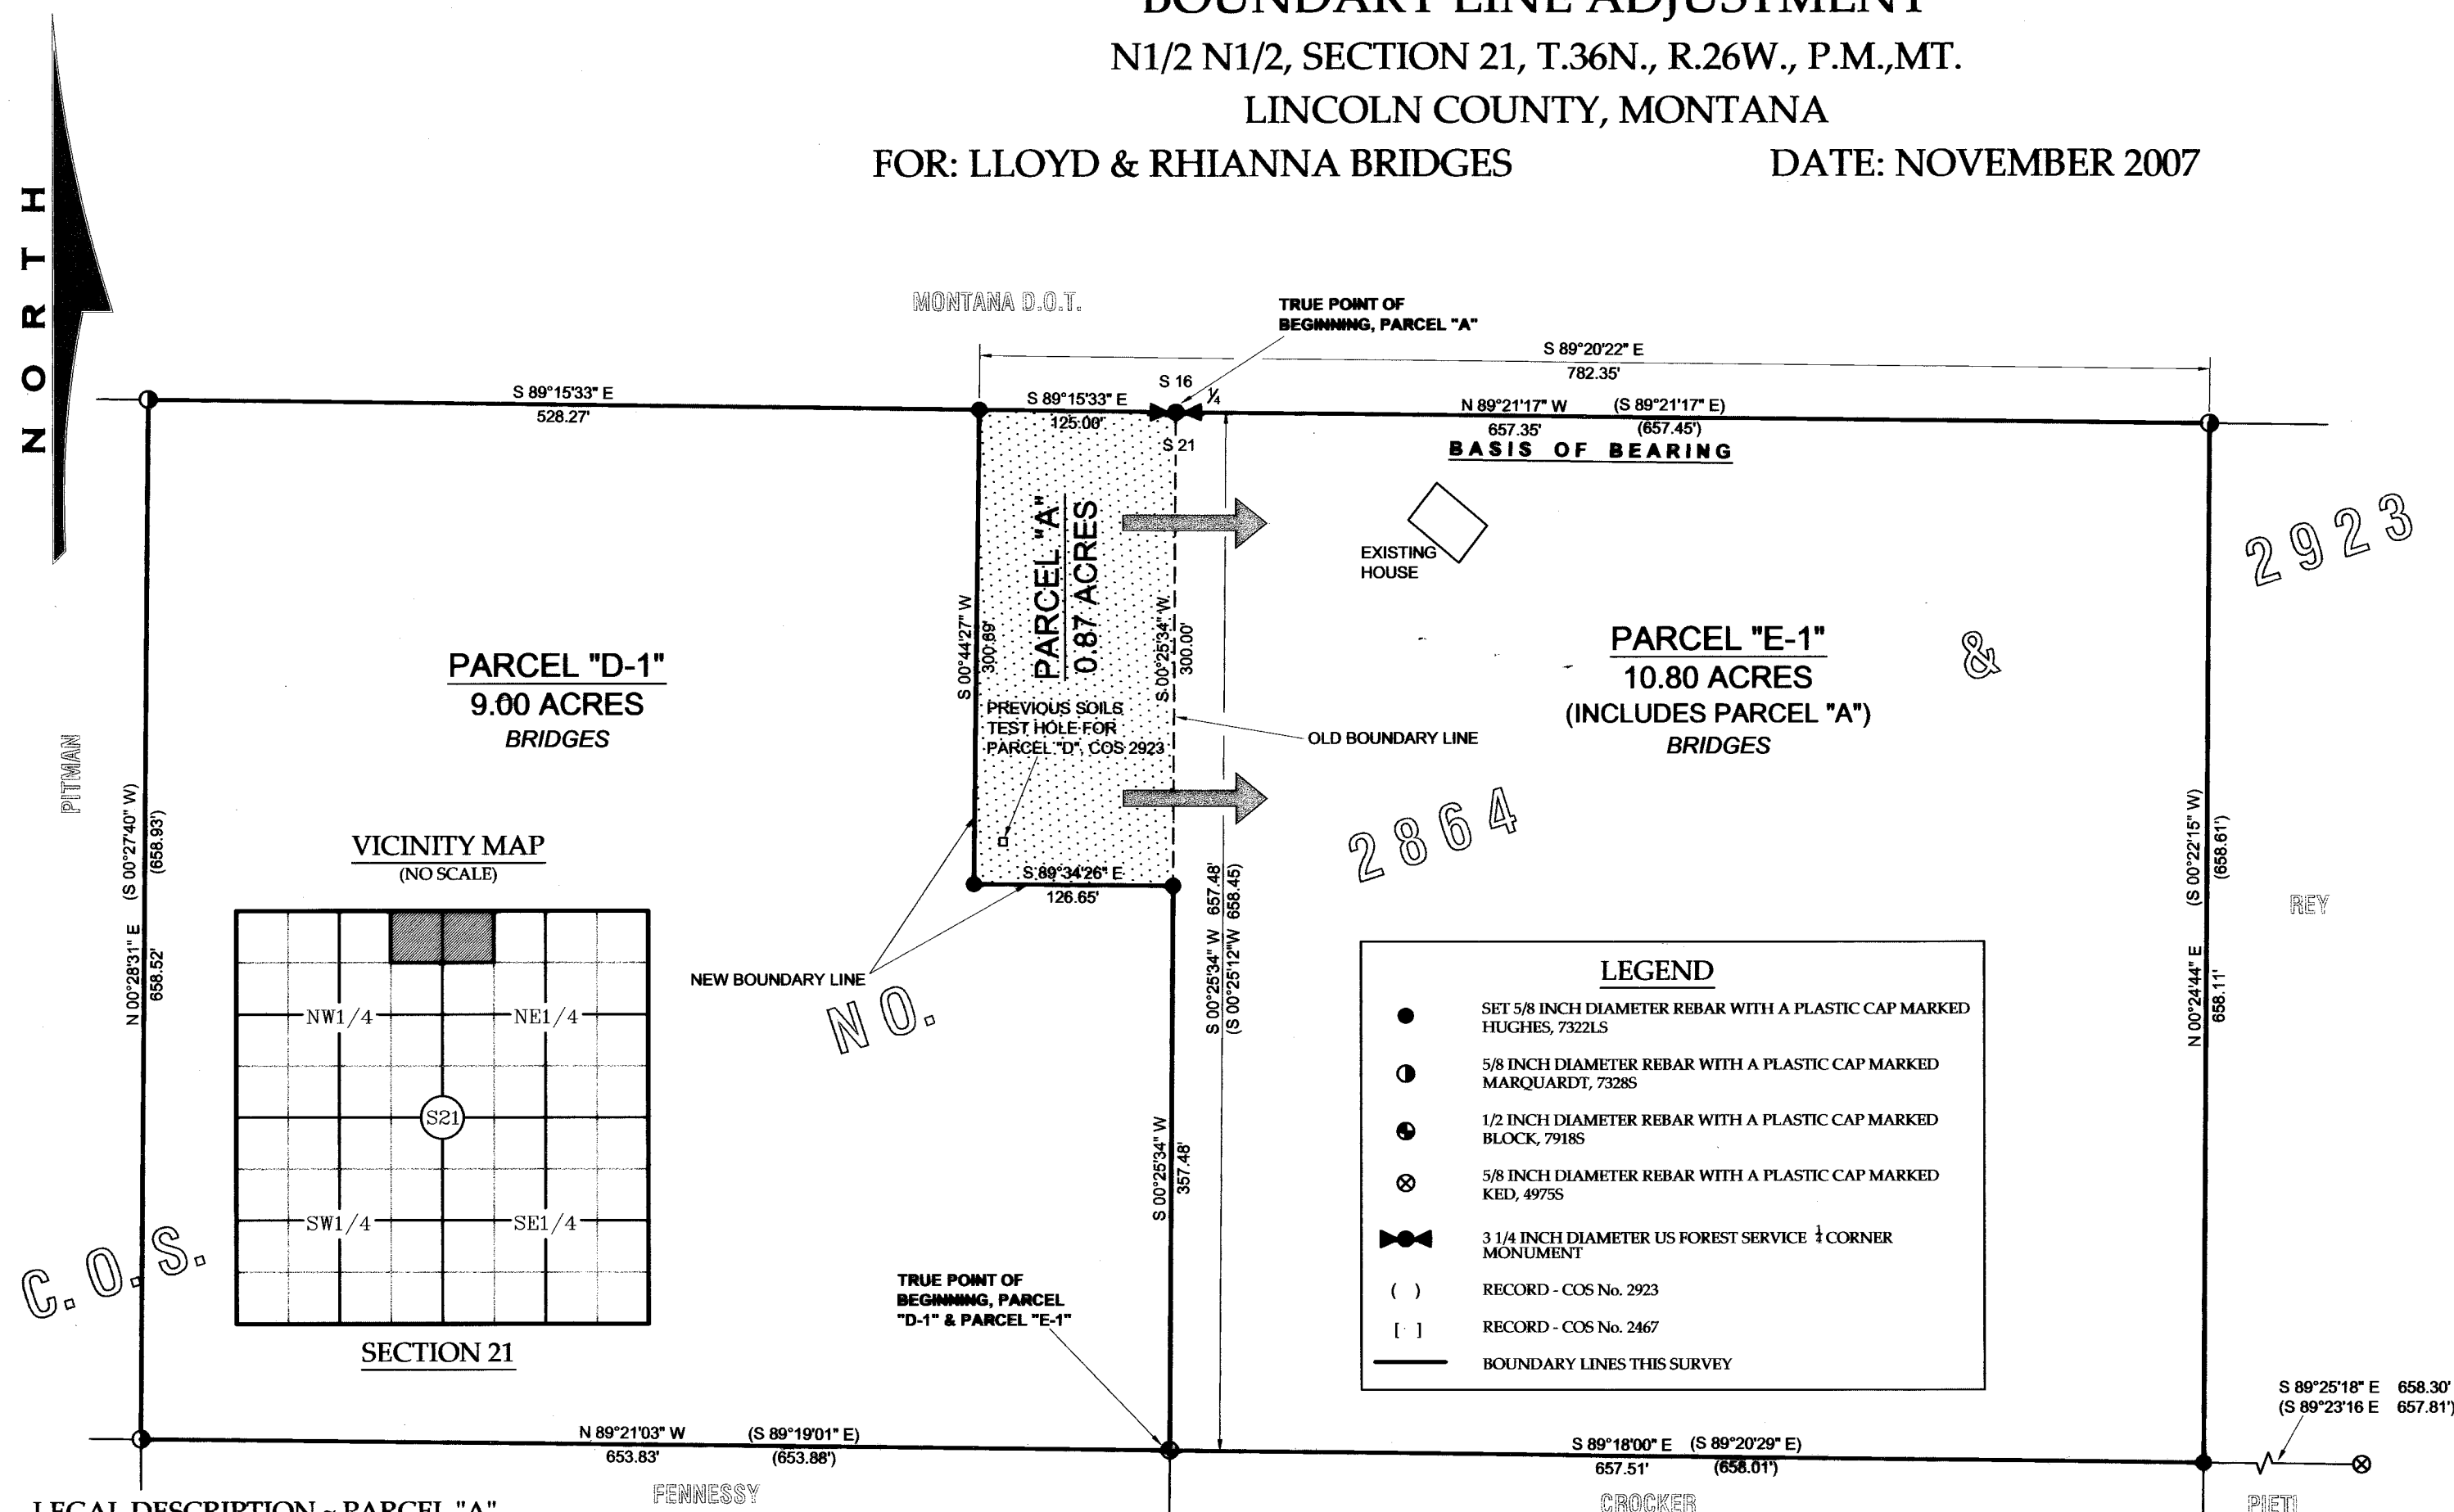 BOUNDARY LINE ADJUSTMENT
N1/2 N1/2, SECTION 21, T.36N., R.26W., P.M.,MT.
LINCOLN COUNTY, MONTANA
FOR: LLOYD & RHIANNA BRIDGES
DATE: NOVEMBER 2007
NORTH
MONTANA D.O.T.
TRUE POINT OF
BEGINNING, PARCEL "A"
S 89°20'22" E
782.35'
S 89°15'33" E
528.27'
S 89°15'33" E
125.00'
S 16
1/4
S 21
N 89°21'17" W (S 89°21'17" E)
657.35' (657.45')
BASIS OF BEARING
PARCEL "A"
0.87 ACRES
S 00°44'27" W
300.69'
S 00°25'34" W
300.00'
EXISTING
HOUSE
2923
&
PARCEL "D-1"
9.00 ACRES
BRIDGES
PARCEL "E-1"
10.80 ACRES
(INCLUDES PARCEL "A")
BRIDGES
PREVIOUS SOILS
TEST HOLE FOR
PARCEL "D", COS 2923
OLD BOUNDARY LINE
PITMAN
N 00°28'31" E (S 00°27'40" W)
658.52' (658.93')
2864
S 89°34'26" E
126.65'
S 00°25'34" W 657.48'
(S 00°25'12"W 658.45)
N 00°24'44" E (S 00°22'15" W)
658.11' (658.61')
REY
VICINITY MAP
(NO SCALE)
NW1/4
NE1/4
S21
SW1/4
SE1/4
SECTION 21
NEW BOUNDARY LINE
NO.
C.O.S.
S 00°25'34" W
357.48'
LEGEND
SET 5/8 INCH DIAMETER REBAR WITH A PLASTIC CAP MARKED
HUGHES, 7322LS
5/8 INCH DIAMETER REBAR WITH A PLASTIC CAP MARKED
MARQUARDT, 7328S
1/2 INCH DIAMETER REBAR WITH A PLASTIC CAP MARKED
BLOCK, 7918S
5/8 INCH DIAMETER REBAR WITH A PLASTIC CAP MARKED
KED, 4975S
3 1/4 INCH DIAMETER US FOREST SERVICE 1/4 CORNER
MONUMENT
( ) RECORD - COS No. 2923
[ ] RECORD - COS No. 2467
BOUNDARY LINES THIS SURVEY
TRUE POINT OF
BEGINNING, PARCEL
"D-1" & PARCEL "E-1"
S 89°25'18" E 658.30'
(S 89°23'16 E 657.81')
N 89°21'03" W (S 89°19'01" E)
653.83' (653.88')
S 89°18'00" E (S 89°20'29" E)
657.51' (658.01')
FENNESSY
CROCKER
PIETI
LEGAL DESCRIPTION ~ PARCEL "A"